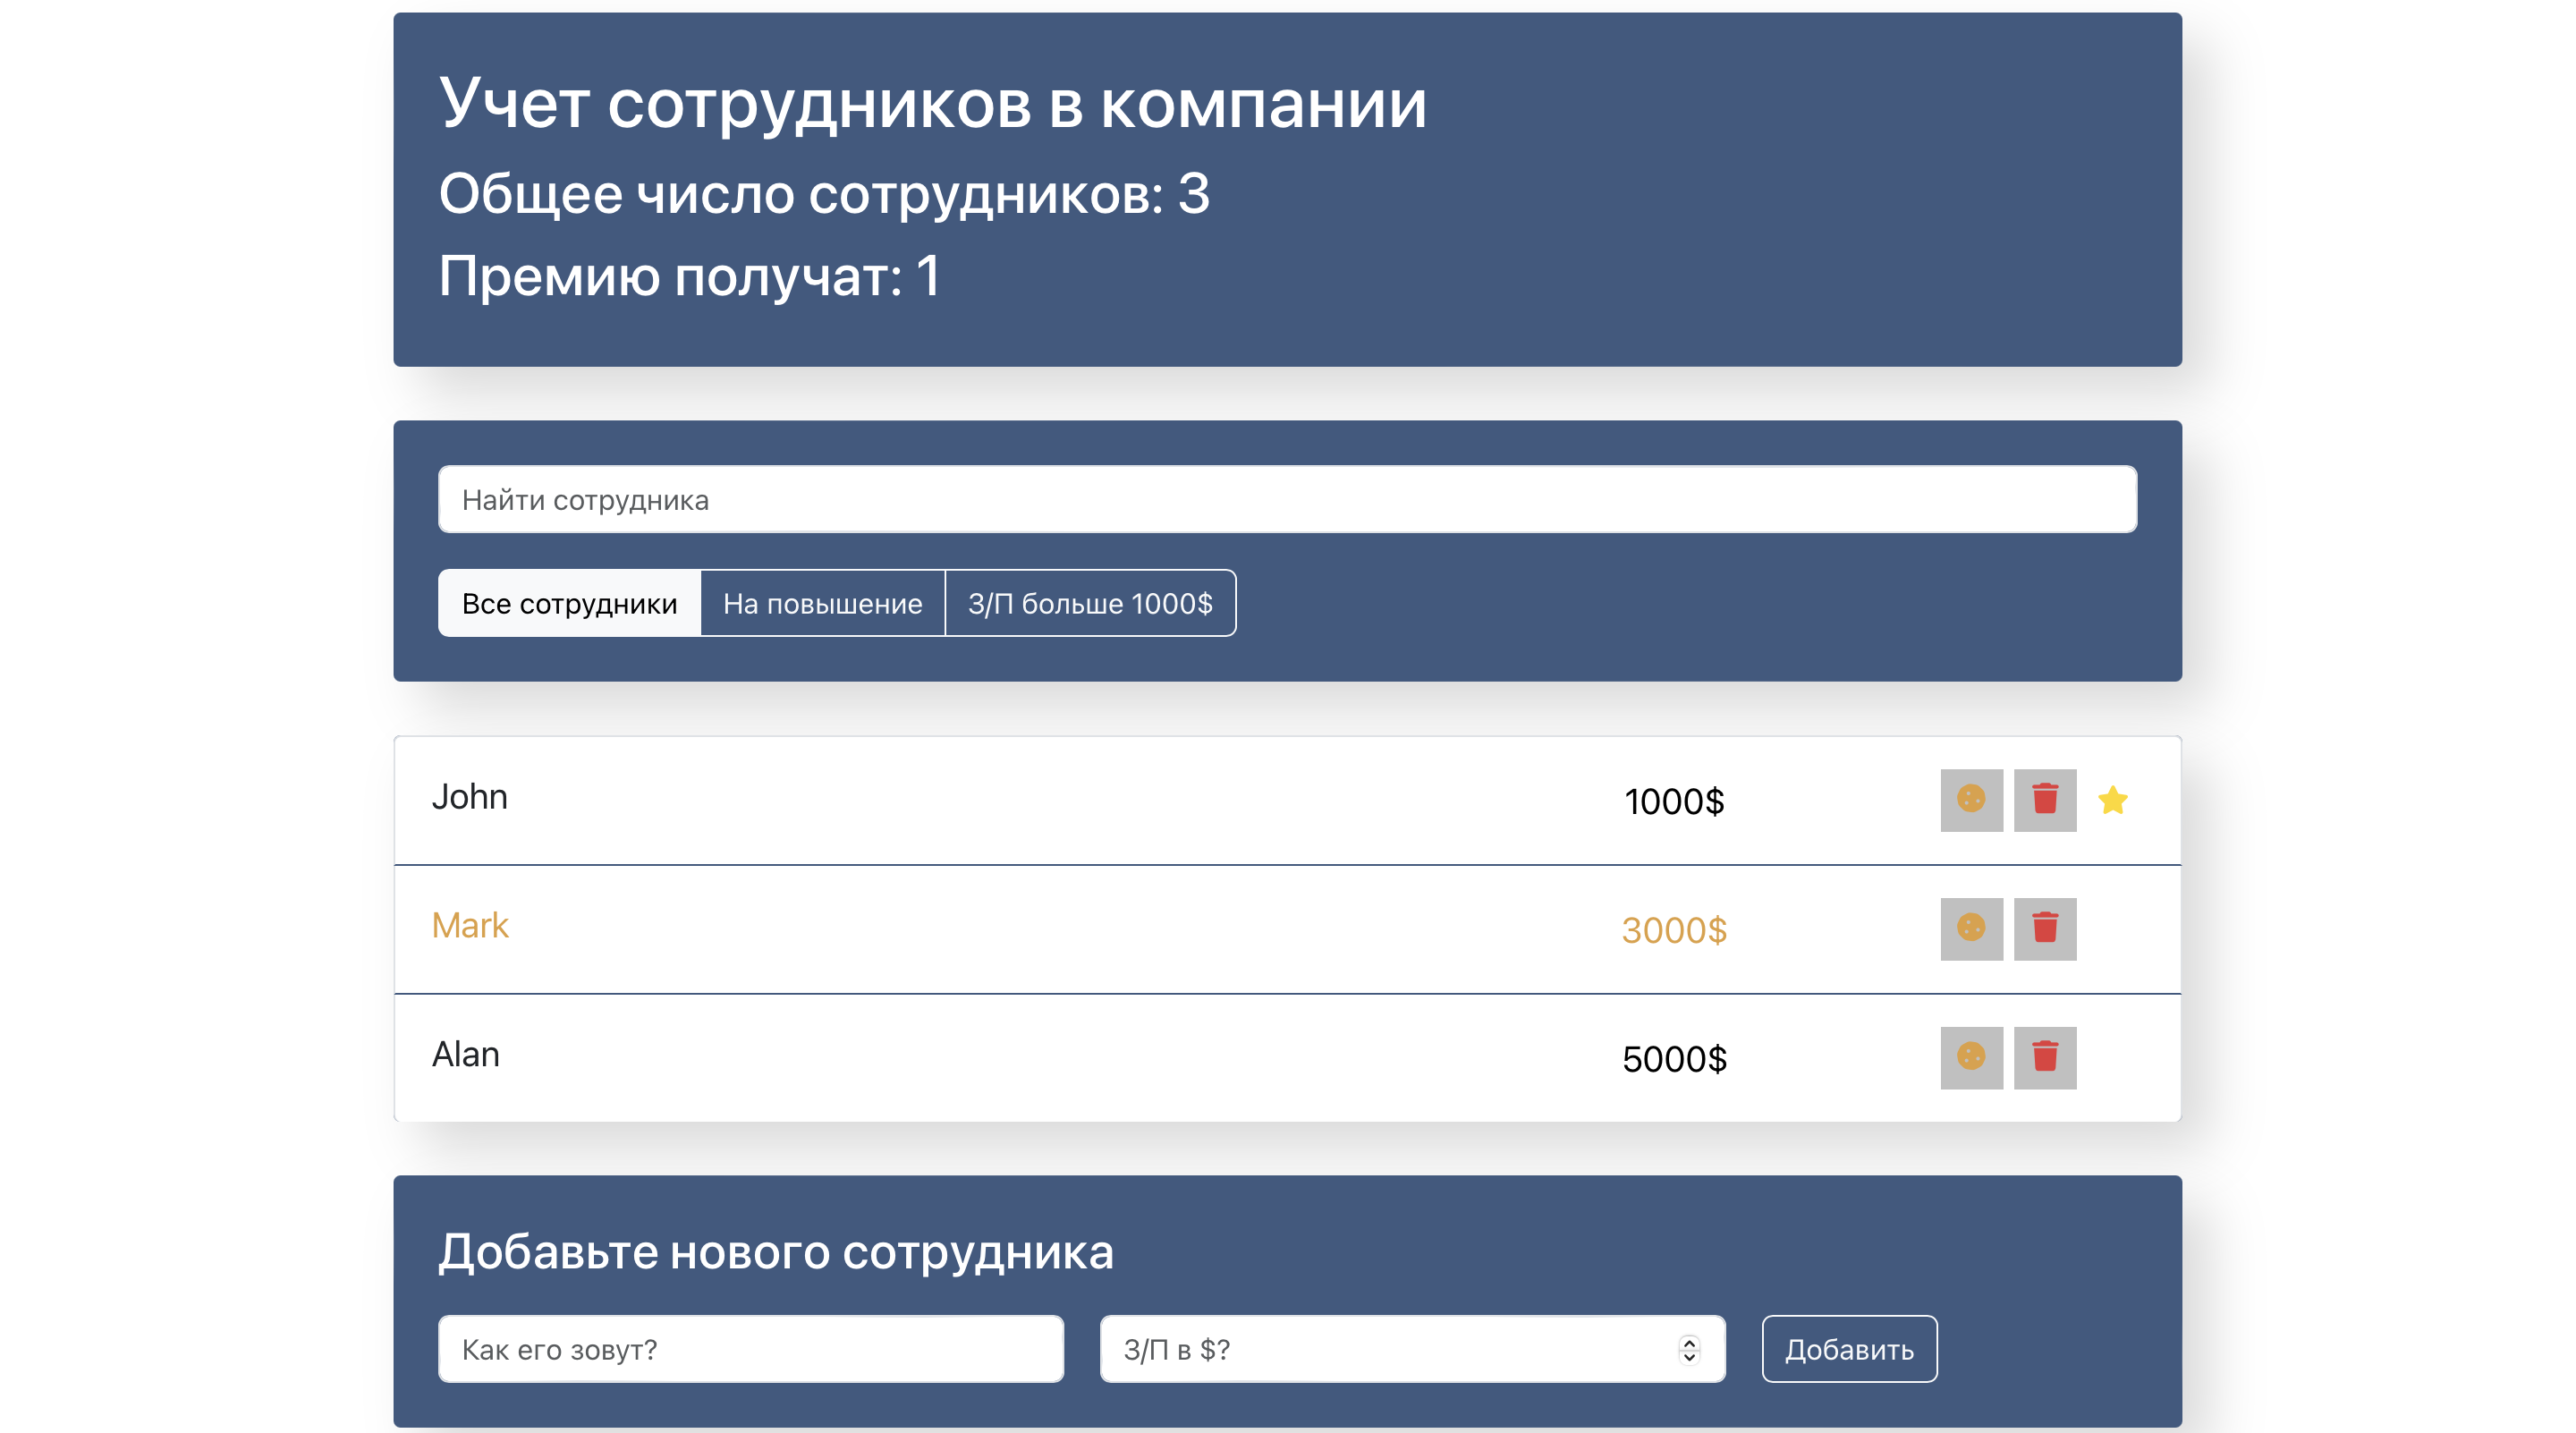 Учет сотрудников в компании
Общее число сотрудников: 3
Премию получат: 1
Найти сотрудника
Все сотрудники На повышение З/П больше 1000$
John 1000$
Mark 3000$
Alan 5000$
Добавьте нового сотрудника
Как его зовут? З/П в $? Добавить